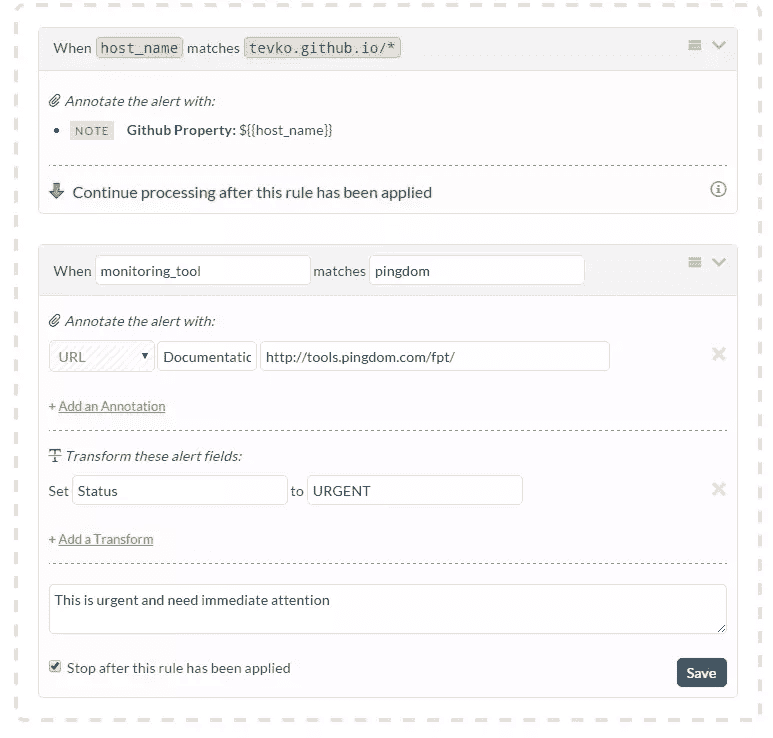 When host_name matches tevko.github.io/*
Annotate the alert with:
NOTE Github Property: ${{host_name}}
Continue processing after this rule has been applied
When monitoring_tool matches pingdom
Annotate the alert with:
URL Documentatic http://tools.pingdom.com/fpt/
+ Add an Annotation
Transform these alert fields:
Set Status to URGENT
+ Add a Transform
This is urgent and need immediate attention
Stop after this rule has been applied
Save